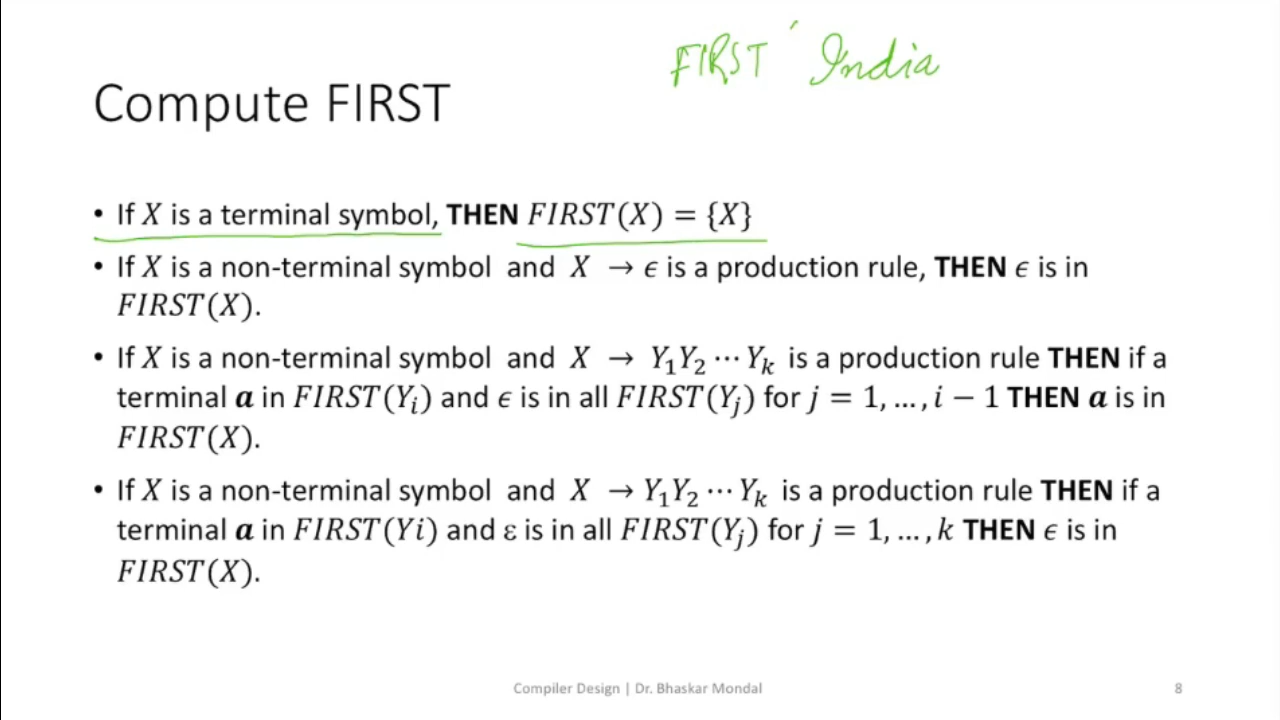 FIRST India
Compute FIRST
• If X is a terminal symbol, THEN FIRST(X) = {X}
• If X is a non-terminal symbol and X → ϵ is a production rule, THEN ϵ is in
FIRST(X).
• If X is a non-terminal symbol and X → Y₁Y₂ ⋯ Yₖ is a production rule THEN if a
terminal a in FIRST(Yᵢ) and ϵ is in all FIRST(Yⱼ) for j = 1, … , i − 1 THEN a is in
FIRST(X).
• If X is a non-terminal symbol and X → Y₁Y₂ ⋯ Yₖ is a production rule THEN if a
terminal a in FIRST(Yi) and ε is in all FIRST(Yⱼ) for j = 1, … , k THEN ϵ is in
FIRST(X).
Compiler Design | Dr. Bhaskar Mondal 8